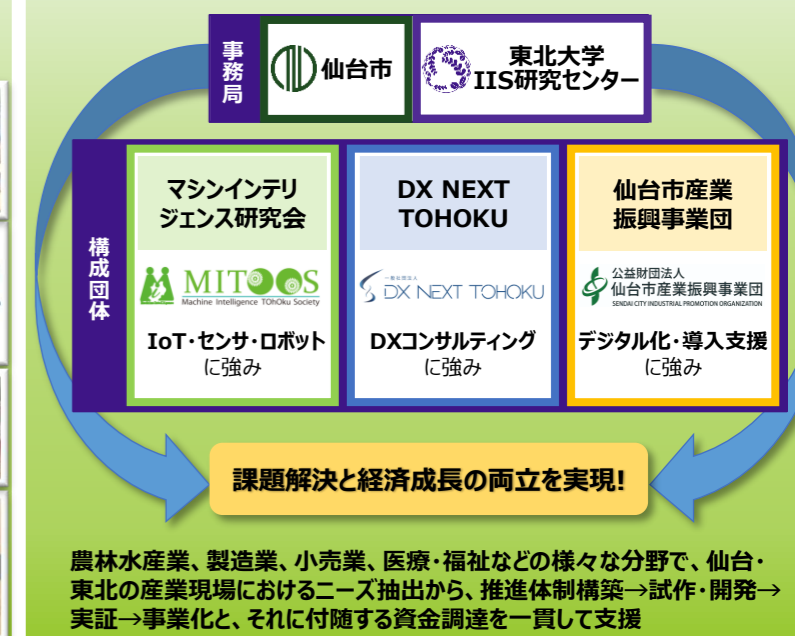 事務局
仙台市
東北大学
IIS研究センター
構成団体
マシンインテリ
ジェンス研究会
MITOOS
Machine Intelligence TOhOku Society
IoT・センサ・ロボット
に強み
DX NEXT
TOHOKU
一般社団法人
DX NEXT TOHOKU
DXコンサルティング
に強み
仙台市産業
振興事業団
公益財団法人
仙台市産業振興事業団
SENDAI CITY INDUSTRIAL PROMOTION ORGANIZATION
デジタル化・導入支援
に強み
課題解決と経済成長の両立を実現!
農林水産業、製造業、小売業、医療・福祉などの様々な分野で、仙台・
東北の産業現場におけるニーズ抽出から、推進体制構築→試作・開発→
実証→事業化と、それに付随する資金調達を一貫して支援